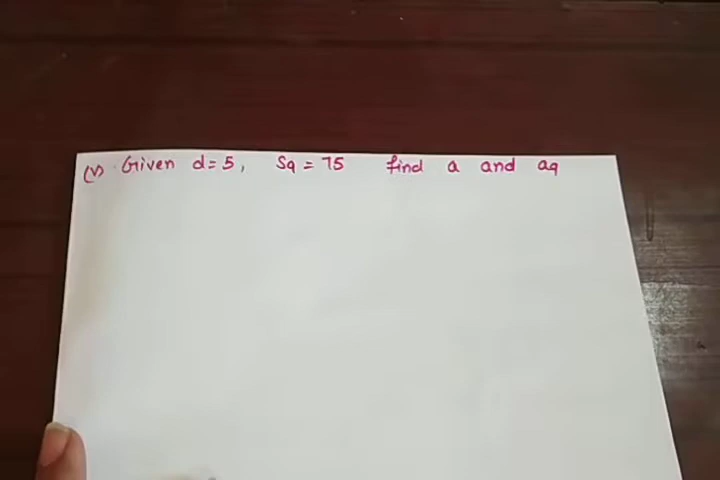 (v) Given d=5, S9 = 75 find a and a9